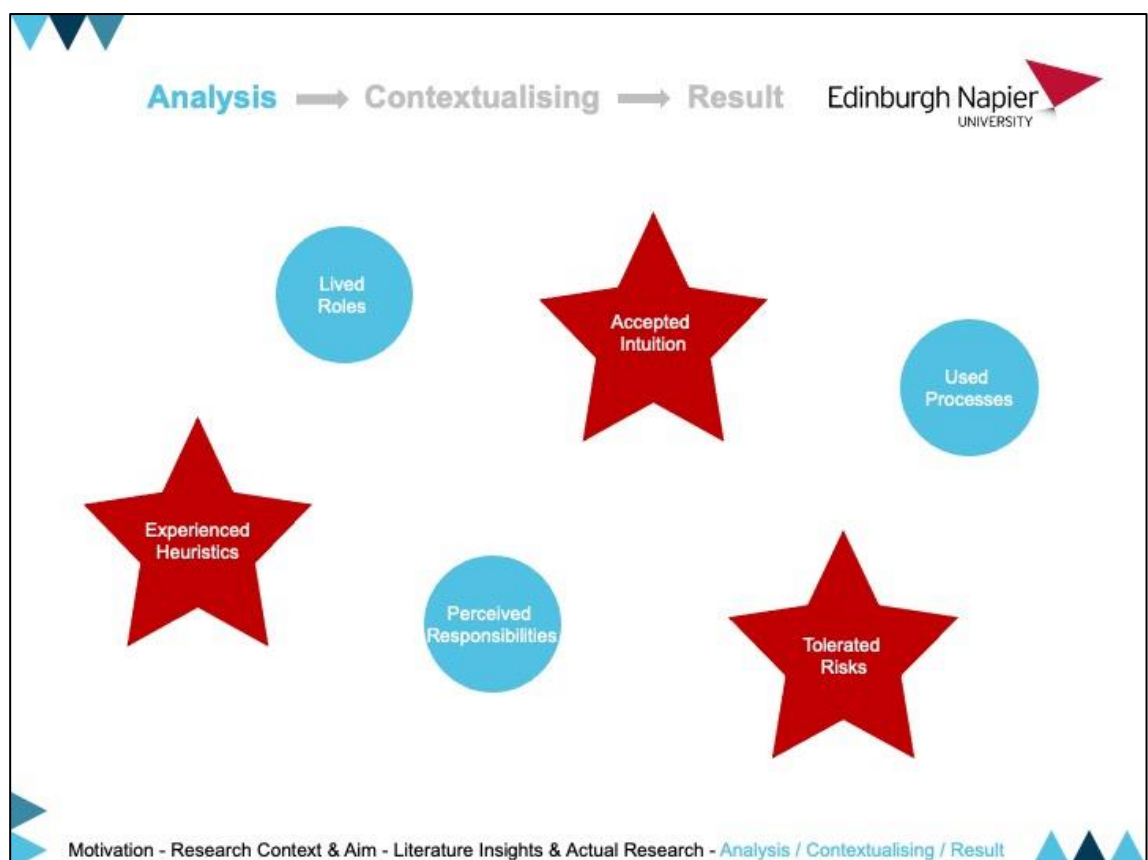 Analysis → Contextualising → Result
Edinburgh Napier
UNIVERSITY
Lived
Roles
Accepted
Intuition
Used
Processes
Experienced
Heuristics
Perceived
Responsibilities
Tolerated
Risks
Motivation - Research Context & Aim - Literature Insights & Actual Research - Analysis / Contextualising / Result